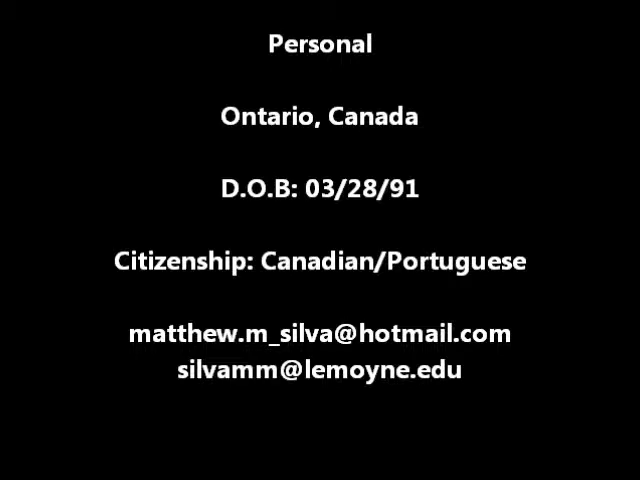 Personal
Ontario, Canada
D.O.B: 03/28/91
Citizenship: Canadian/Portuguese
matthew.m_silva@hotmail.com
silvamm@lemoyne.edu